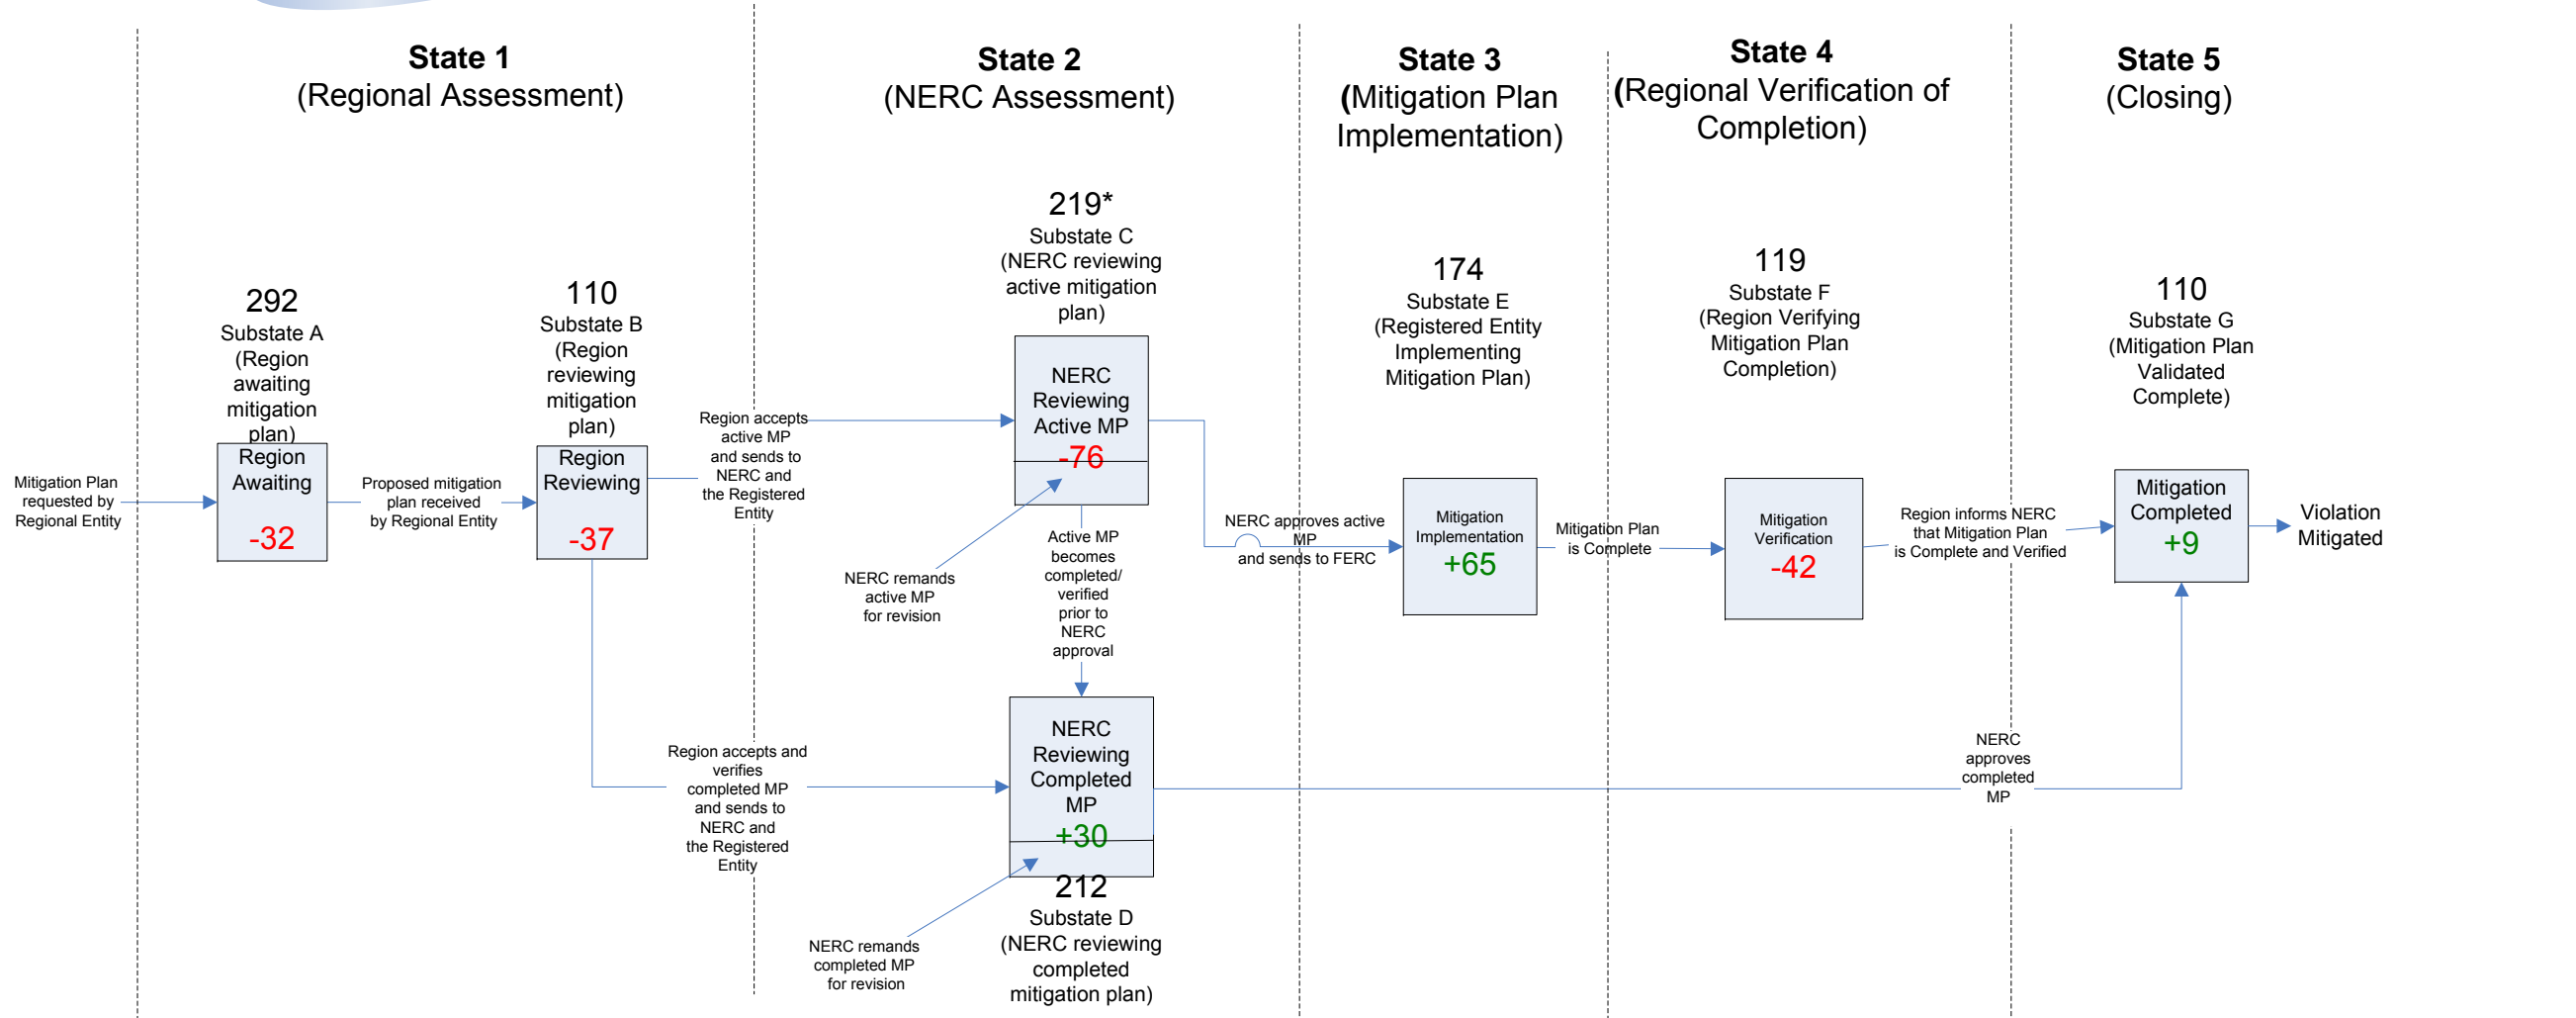 State 1
(Regional Assessment)
State 2
(NERC Assessment)
State 3
(Mitigation Plan
Implementation)
State 4
(Regional Verification of
Completion)
State 5
(Closing)
Mitigation Plan
requested by
Regional Entity
292
Substate A
(Region
awaiting
mitigation
plan)
Region
Awaiting
-32
Proposed mitigation
plan received
by Regional Entity
110
Substate B
(Region
reviewing
mitigation
plan)
Region
Reviewing
-37
Region accepts
active MP
and sends to
NERC and
the Registered
Entity
Region accepts and
verifies
completed MP
and sends to
NERC and
the Registered
Entity
219*
Substate C
(NERC reviewing
active mitigation
plan)
NERC
Reviewing
Active MP
-76
NERC remands
active MP
for revision
Active MP
becomes
completed/
verified
prior to
NERC
approval
NERC
Reviewing
Completed
MP
+30
212
Substate D
(NERC reviewing
completed
mitigation plan)
NERC remands
completed MP
for revision
NERC approves active
MP
and sends to FERC
174
Substate E
(Registered Entity
Implementing
Mitigation Plan)
Mitigation
Implementation
+65
Mitigation Plan
is Complete
119
Substate F
(Region Verifying
Mitigation Plan
Completion)
Mitigation
Verification
-42
Region informs NERC
that Mitigation Plan
is Complete and Verified
NERC
approves
completed
MP
110
Substate G
(Mitigation Plan
Validated
Complete)
Mitigation
Completed
+9
Violation
Mitigated